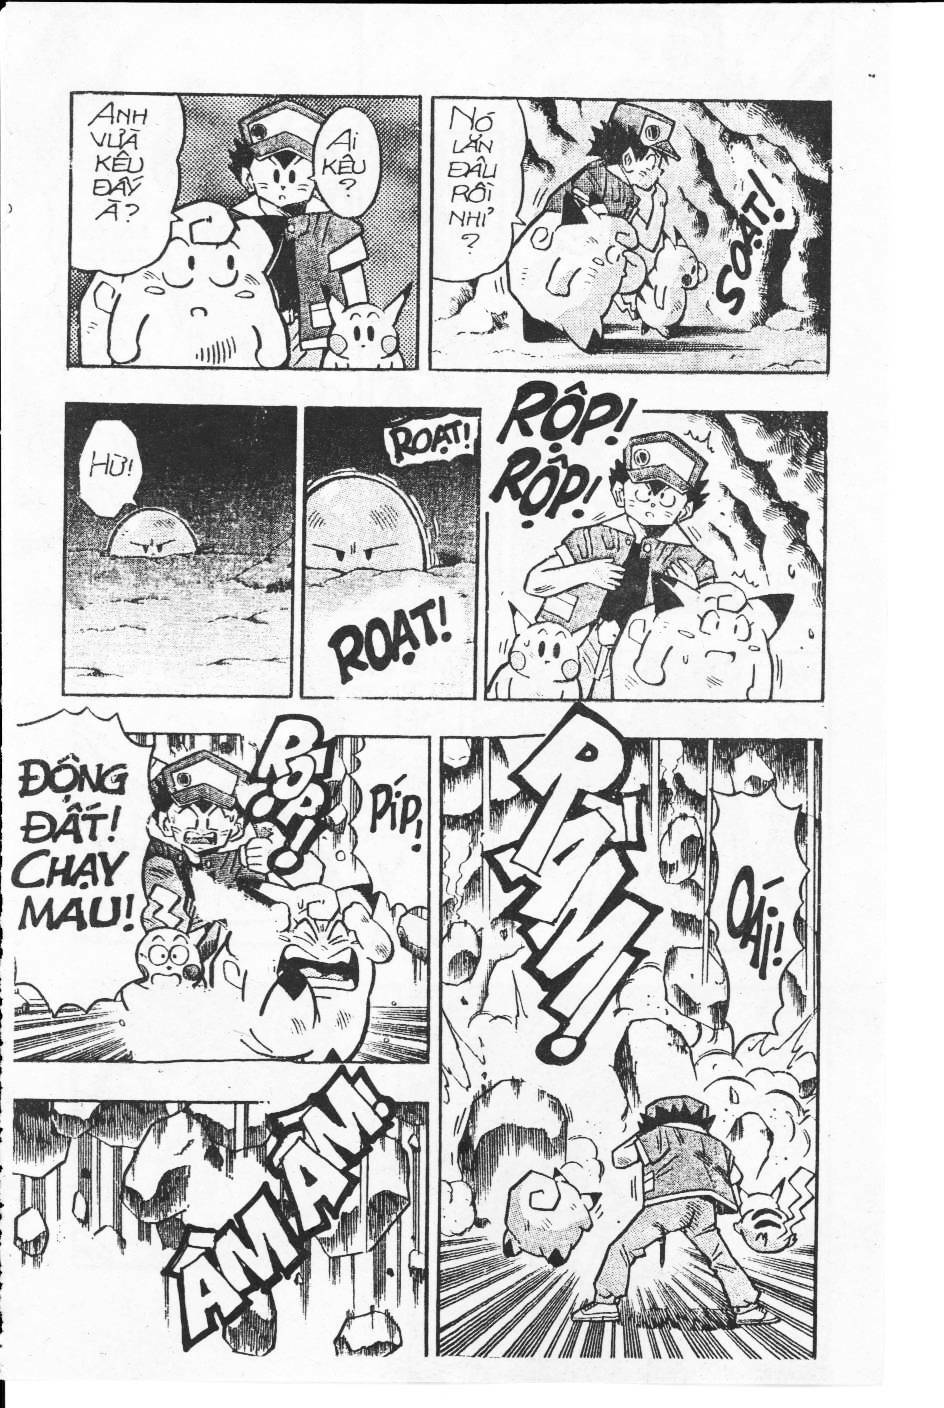 ANH
VỪA
KÊU
ĐẤY
À?
AI
KÊU
?
NÓ
LĂN
ĐÂU
RỒI
NHỈ
?
SOẠT!
HỪ!
ROẠT!
ROẠT!
RỘP!
RỘP!
ĐỘNG
ĐẤT!
CHẠY
MAU!
PÍP!
RẦM!
OÁI!
ẦM ẦM!